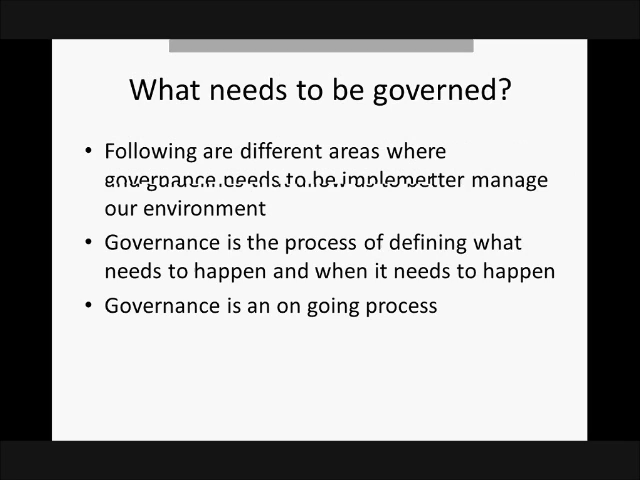 What needs to be governed?
• Following are different areas where
governance needs to be manage
our environment
• Governance is the process of defining what
needs to happen and when it needs to happen
• Governance is an on going process